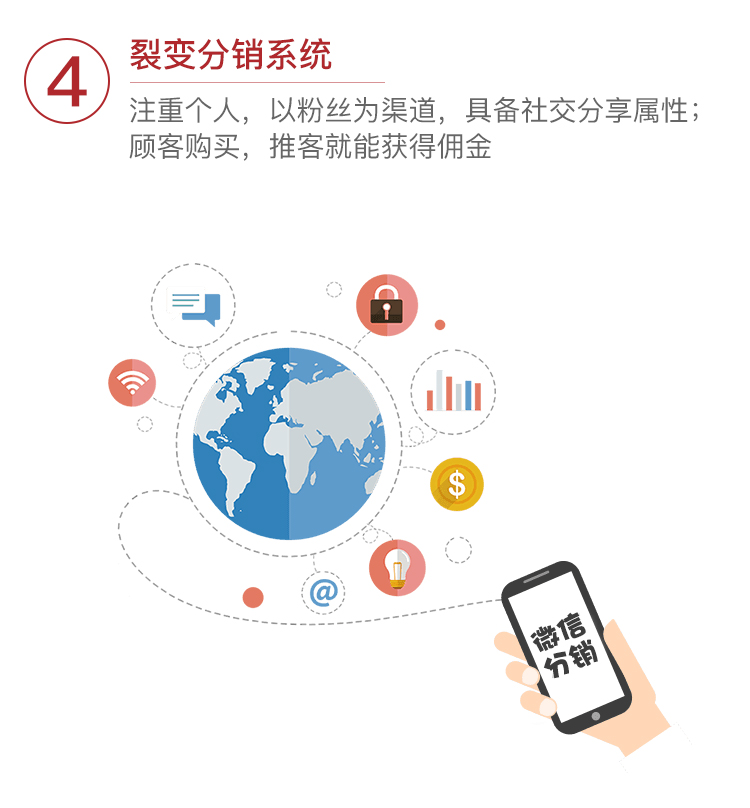 4
裂变分销系统
注重个人，以粉丝为渠道，具备社交分享属性；
顾客购买，推客就能获得佣金
$
@
微信
分销